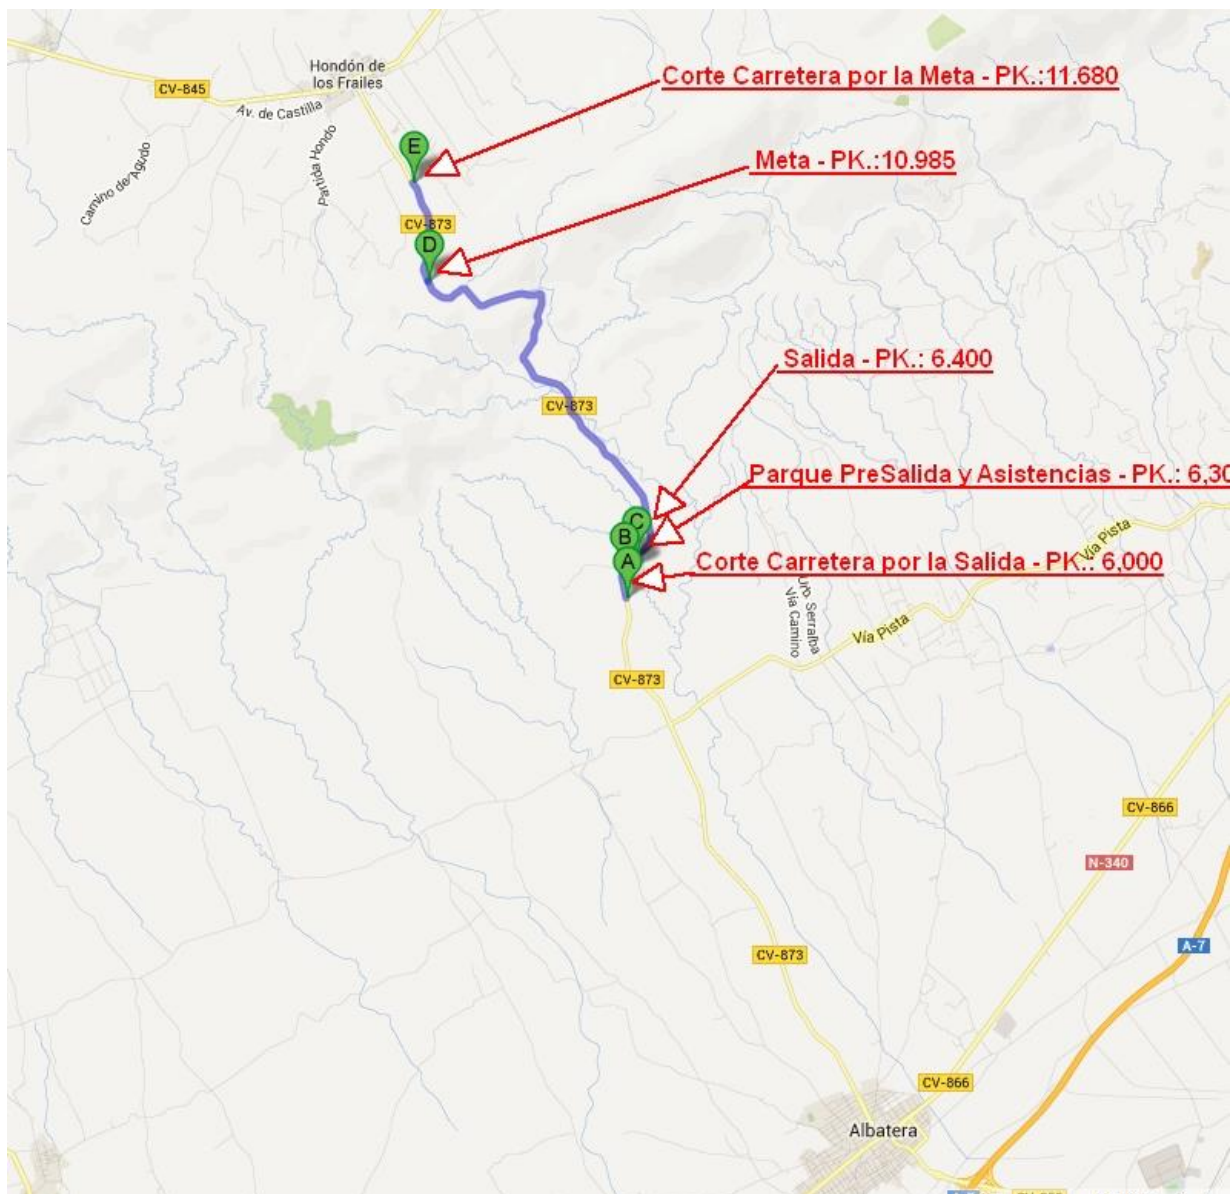 Hondón de
los Frailes
Corte Carretera por la Meta - PK.:11.680
CV-845
Av. de Castilla
E
Camino de Agudo
Partida Hondo
Meta - PK.:10.985
CV-873
D
Salida - PK.: 6.400
CV-873
Parque PreSalida y Asistencias - PK.: 6,30
C
B
Vía Pista
A
Corte Carretera por la Salida - PK.: 6,000
Serralba
Vía Camino
Vía Pista
CV-873
CV-866
N-340
A-7
CV-873
CV-866
Albatera